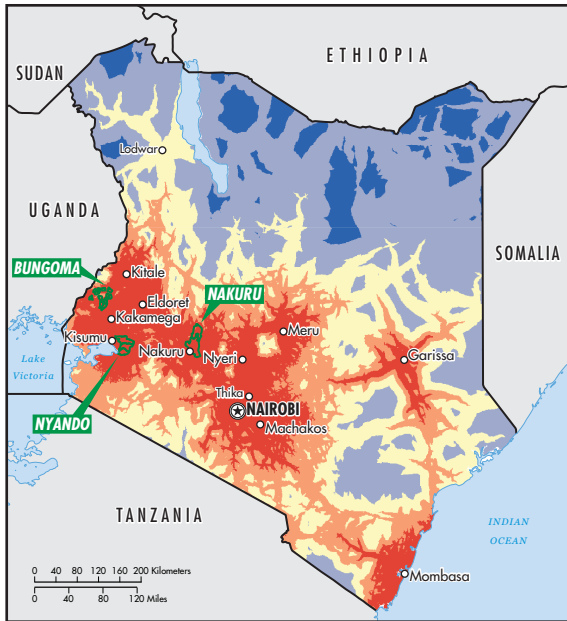 ETHIOPIA
SUDAN
Lodwar
UGANDA
SOMALIA
BUNGOMA
Kitale
NAKURU
Eldoret
Kakamega
Meru
Kisumu
Nakuru
Nyeri
Garissa
Lake
Victoria
Thika
NYANDO
NAIROBI
Machakos
TANZANIA
INDIAN
OCEAN
0 40 80 120 160 200 Kilometers
0 40 80 120 Miles
Mombasa